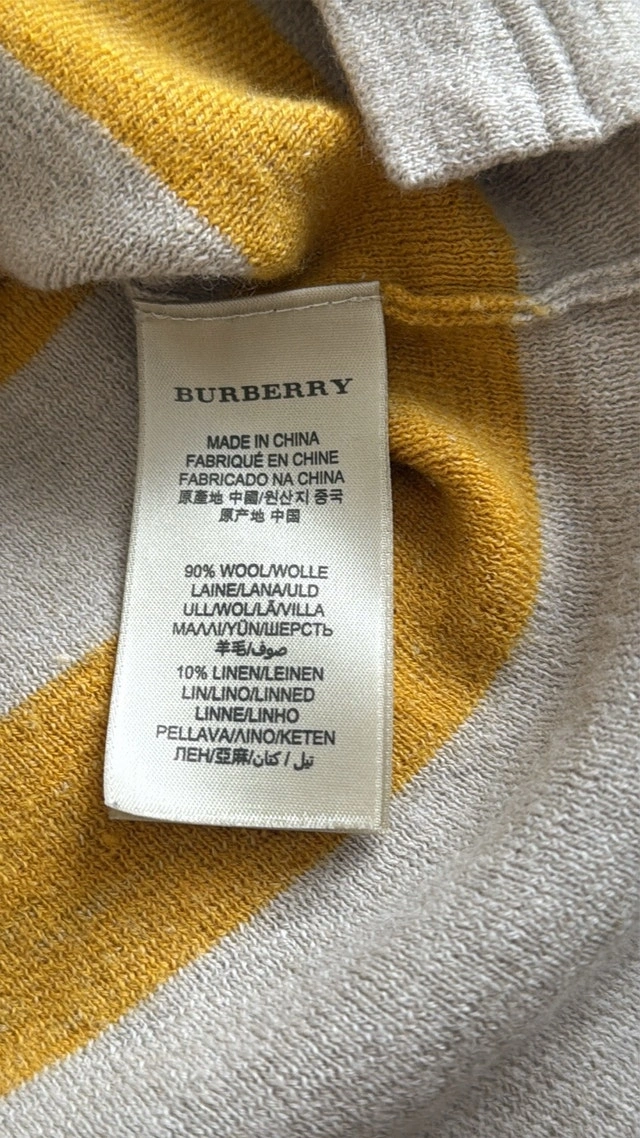 BURBERRY
MADE IN CHINA
FABRIQUÉ EN CHINE
FABRICADO NA CHINA
原產地 中國/원산지 중국
原产地 中国
90% WOOL/WOLLE
LAINE/LANA/ULD
ULL/WOL/LÃ/VILLA
ΜΑΛΛΙ/YÜN/ШЕРСТЬ
羊毛/صوف
10% LINEN/LEINEN
LIN/LINO/LINNED
LINNE/LINHO
PELLAVA/ΛΙΝΟ/KETEN
ЛЕН/亞麻/تيل / كتان